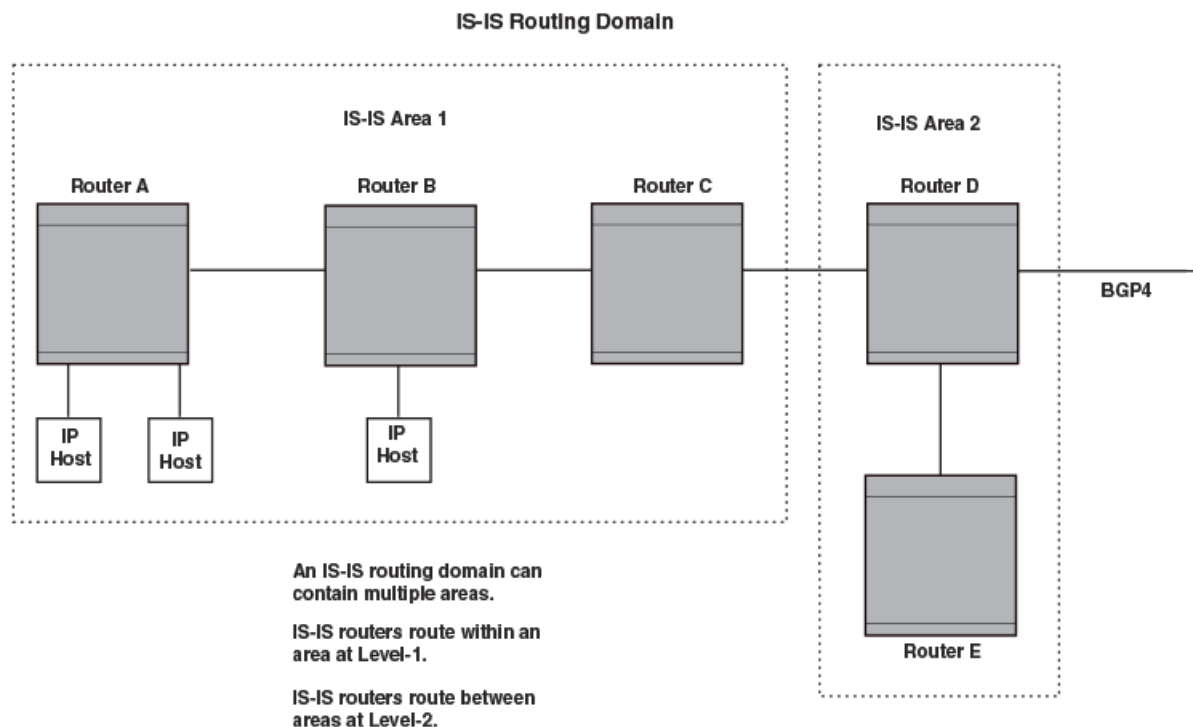 IS-IS Routing Domain
IS-IS Area 1
IS-IS Area 2
Router A
Router B
Router C
Router D
BGP4
IP
Host
IP
Host
IP
Host
Router E
An IS-IS routing domain can
contain multiple areas.
IS-IS routers route within an
area at Level-1.
IS-IS routers route between
areas at Level-2.